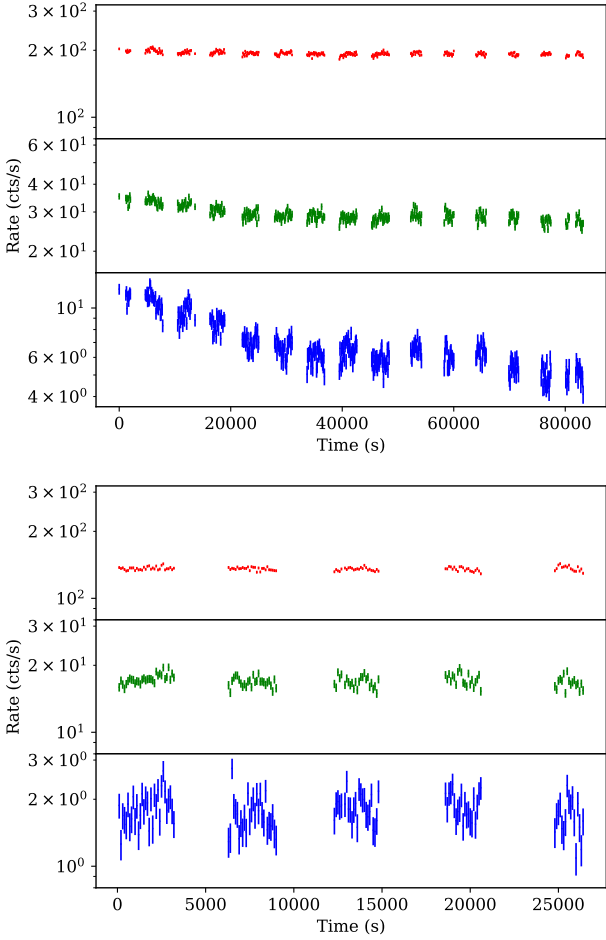 3 × 10²
2 × 10²
10²
6 × 10¹
4 × 10¹
3 × 10¹
2 × 10¹
Rate (cts/s)
10¹
6 × 10⁰
4 × 10⁰
0 20000 40000 60000 80000
Time (s)
3 × 10²
2 × 10²
10²
3 × 10¹
2 × 10¹
10¹
Rate (cts/s)
3 × 10⁰
2 × 10⁰
10⁰
0 5000 10000 15000 20000 25000
Time (s)